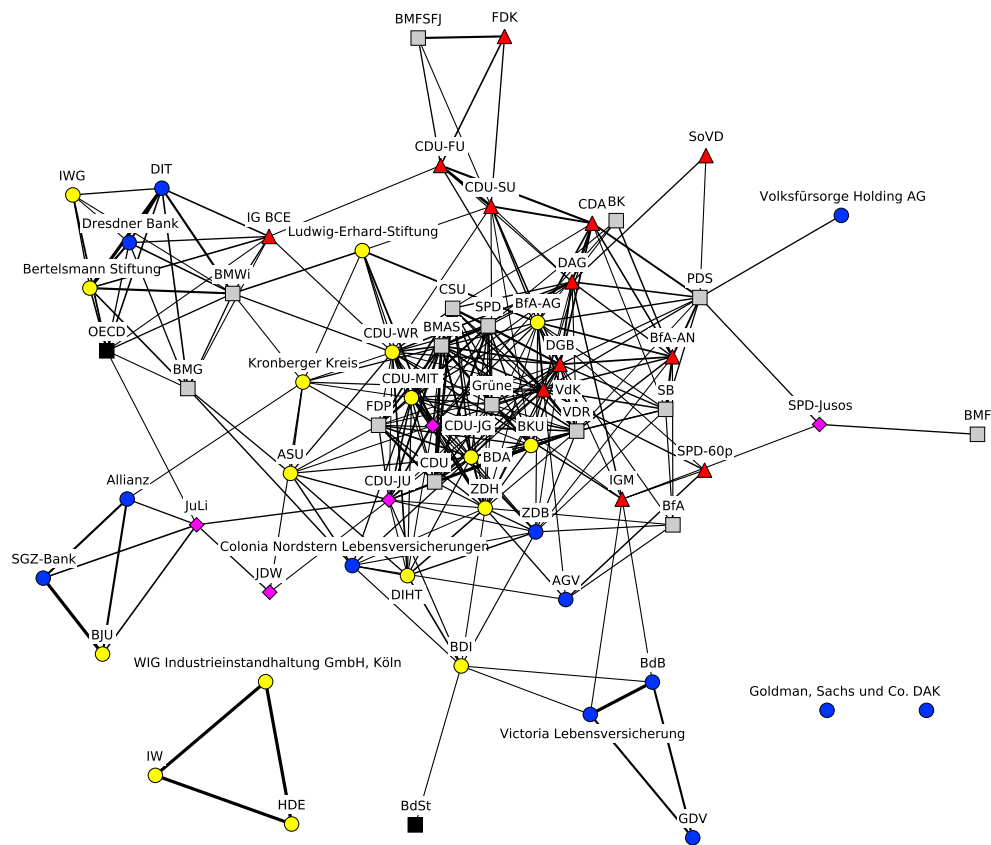 BMFSFJ
FDK
CDU-FU
SoVD
IWG
DIT
CDU-SU
Volksfürsorge Holding AG
CDA
BK
Dresdner Bank
IG BCE
Ludwig-Erhard-Stiftung
Bertelsmann Stiftung
BMWi
DAG
PDS
CSU
SPD
BfA-AG
OECD
CDU-WR
BMAS
DGB
BfA-AN
Kronberger Kreis
BMG
CDU-MIT
Grüne
VdK
SB
FDP
VDR
SPD-Jusos
BMF
CDU-JG
BKU
ASU
CDU
BDA
SPD-60p
Allianz
CDU-JU
ZDH
IGM
JuLi
ZDB
BfA
SGZ-Bank
Colonia Nordstern Lebensversicherungen
JDW
DIHT
AGV
BJU
BDI
WIG Industrieinstandhaltung GmbH, Köln
BdB
Goldman, Sachs und Co.
DAK
Victoria Lebensversicherung
IW
HDE
BdSt
GDV